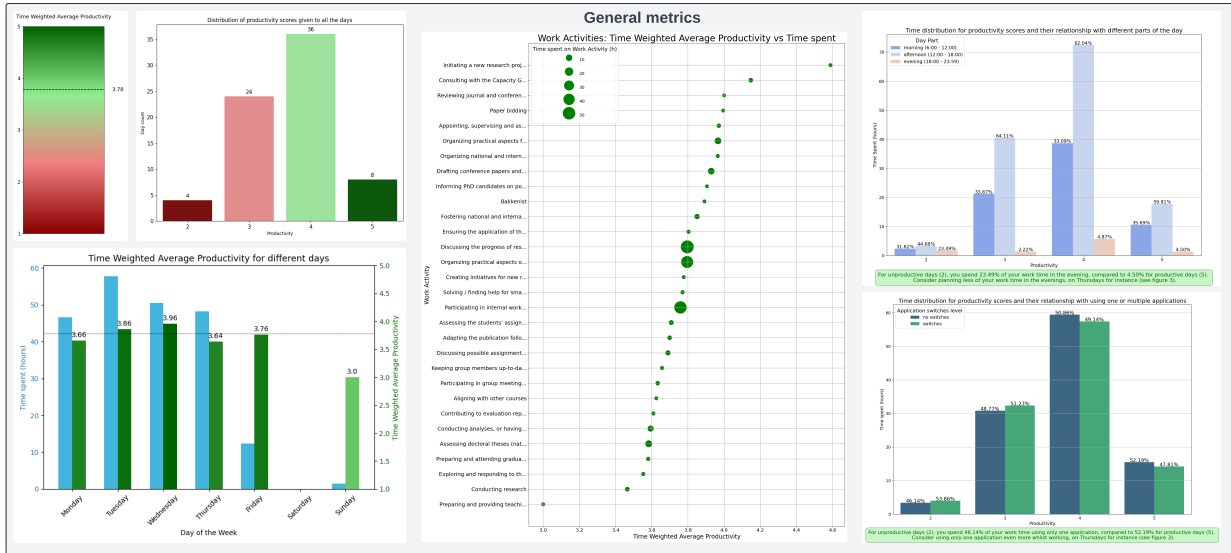 General metrics
Time Weighted Average Productivity
5
4
3.78
3
2
1
Distribution of productivity scores given to all the days
Day count
35
30
25
20
15
10
5
0
4
24
36
8
2 3 4 5
Productivity
Time Weighted Average Productivity for different days
Time spent (hours)
60
50
40
30
20
10
0
3.66
3.86
3.96
3.64
3.76
3.0
5.0
4.5
4.0
3.5
3.0
2.5
2.0
1.5
1.0
Time Weighted Average Productivity
Monday
Tuesday
Wednesday
Thursday
Friday
Saturday
Sunday
Day of the Week
Work Activities: Time Weighted Average Productivity vs Time spent
Time spent on Work Activity (h)
10
20
30
40
50
Work Activity
Initiating a new research proj...
Consulting with the Capacity G...
Reviewing journal and conferen...
Paper bidding
Appointing, supervising and as...
Organizing practical aspects f...
Organizing national and intern...
Drafting conference papers and...
Informing PhD candidates on po...
Bakkenist
Fostering national and interna...
Ensuring the application of th...
Discussing the progress of res...
Organizing practical aspects o...
Creating initiatives for new r...
Solving / finding help for sma...
Participating in internal work...
Assessing the students' assign...
Adapting the publication follo...
Discussing possible assignment...
Keeping group members up-to-da...
Participating in group meeting...
Aligning with other courses
Contributing to evaluation rep...
Conducting analyses, or having...
Assessing doctoral theses (nat...
Preparing and attending gradua...
Exploring and responding to th...
Conducting research
Preparing and providing teachi...
3.0 3.2 3.4 3.6 3.8 4.0 4.2 4.4 4.6
Time Weighted Average Productivity
Time distribution for productivity scores and their relationship with different parts of the day
Day Part
morning (6:00 - 12:00)
afternoon (12:00 - 18:00)
evening (18:00 - 23:59)
Time Spent (hours)
70
60
50
40
30
20
10
0
31.82% 44.68% 23.49%
33.67% 64.11% 2.22%
33.09% 62.04% 4.87%
35.69% 59.81% 4.50%
2 3 4 5
Productivity
For unproductive days (2), you spend 23.49% of your work time in the evening, compared to 4.50% for productive days (5).
Consider planning less of your work time in the evenings, on Thursdays for instance (see figure 3).
Time distribution for productivity scores and their relationship with using one or multiple applications
Application switches level
no switches
switches
Time spent (hours)
60
50
40
30
20
10
0
46.14% 53.86%
48.77% 51.23%
50.86% 49.14%
52.19% 47.81%
2 3 4 5
Productivity
For unproductive days (2), you spend 46.14% of your work time using only one application, compared to 52.19% for productive days (5).
Consider using only one application even more whilst working, on Thursdays for instance (see figure 3).